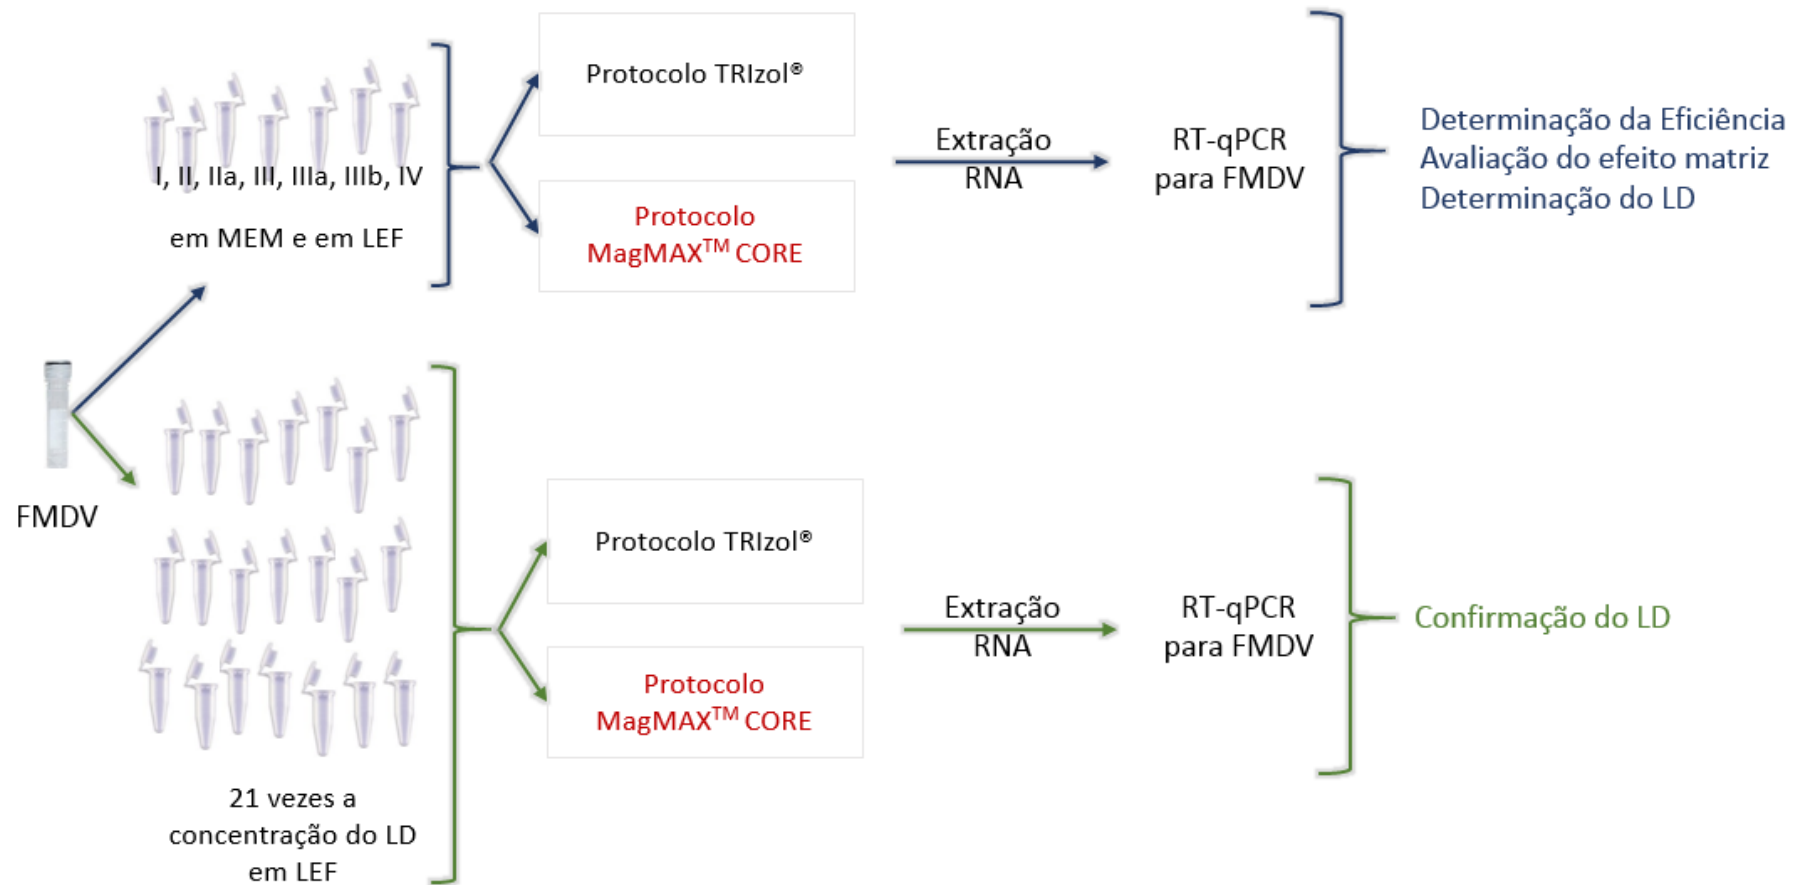 I, II, IIa, III, IIIa, IIIb, IV
em MEM e em LEF
Protocolo TRIzol®
Protocolo
MagMAX™ CORE
Extração
RNA
RT-qPCR
para FMDV
Determinação da Eficiência
Avaliação do efeito matriz
Determinação do LD
FMDV
21 vezes a
concentração do LD
em LEF
Protocolo TRIzol®
Protocolo
MagMAX™ CORE
Extração
RNA
RT-qPCR
para FMDV
Confirmação do LD